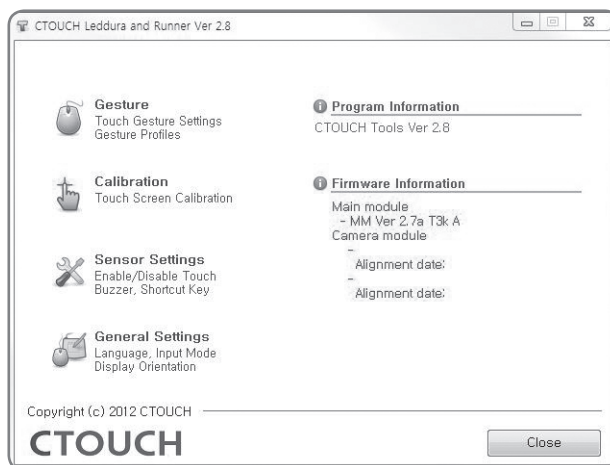 CTOUCH Leddura and Runner Ver 2.8
Gesture
Touch Gesture Settings
Gesture Profiles
Calibration
Touch Screen Calibration
Sensor Settings
Enable/Disable Touch
Buzzer, Shortcut Key
General Settings
Language, Input Mode
Display Orientation
Program Information
CTOUCH Tools Ver 2.8
Firmware Information
Main module
- MM Ver 2.7a T3k A
Camera module
-
Alignment date:
-
Alignment date:
Copyright (c) 2012 CTOUCH
CTOUCH
Close